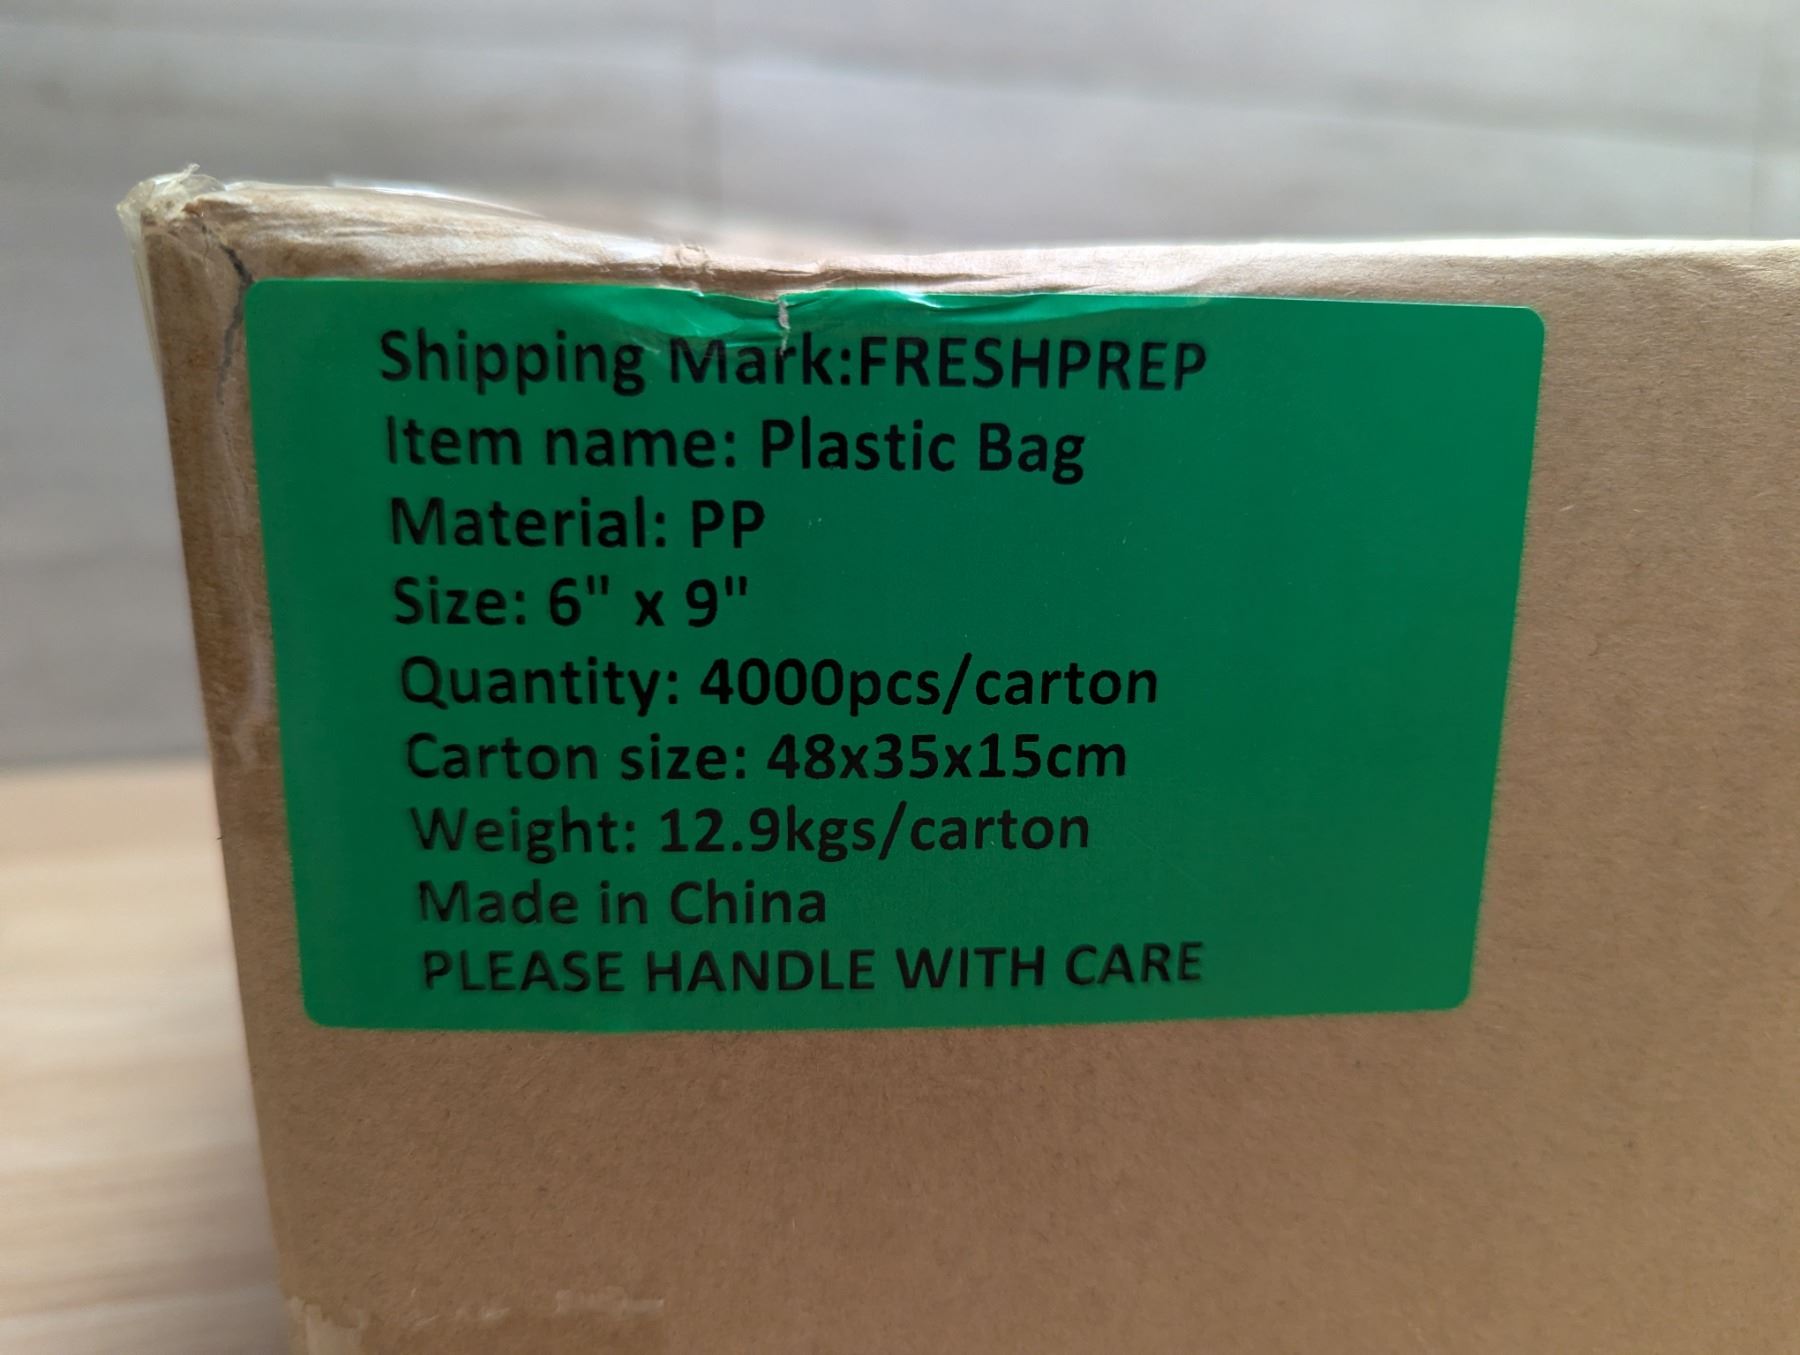 Shipping Mark:FRESHPREP
Item name: Plastic Bag
Material: PP
Size: 6" x 9"
Quantity: 4000pcs/carton
Carton size: 48x35x15cm
Weight: 12.9kgs/carton
Made in China
PLEASE HANDLE WITH CARE